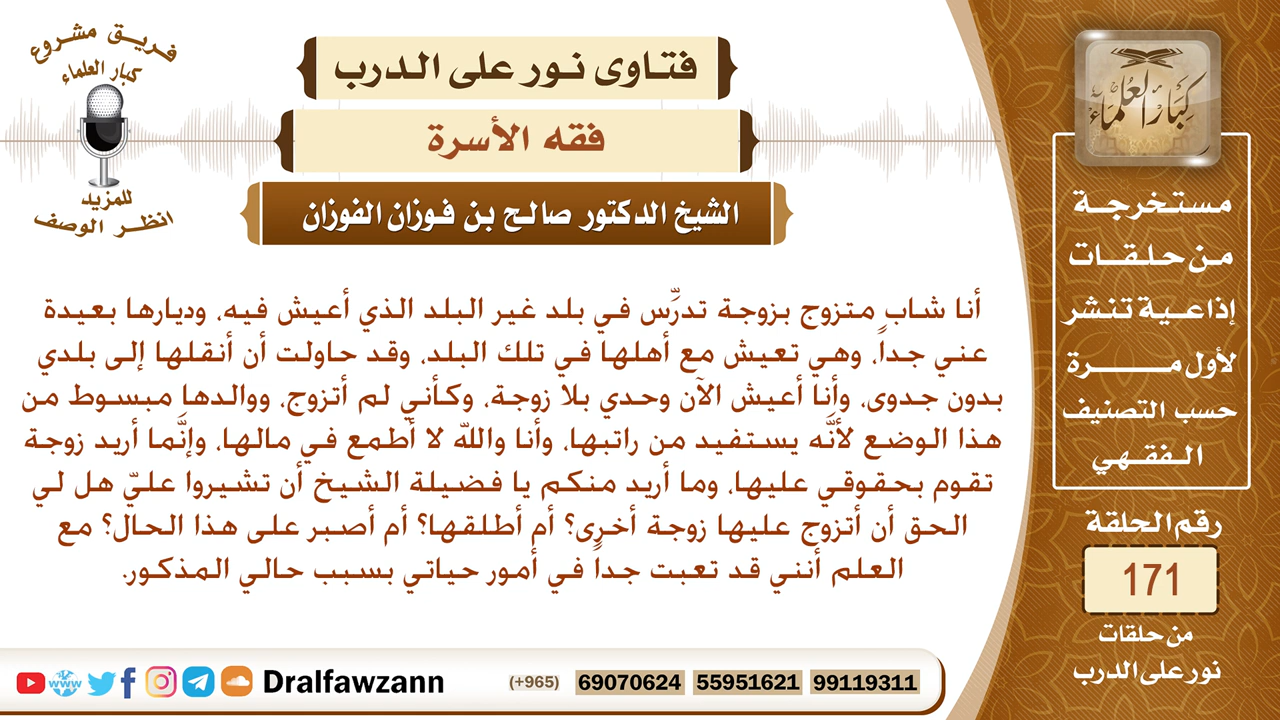 فريق مشروع
كبار العلماء
للمزيد
انظر الوصف
فتاوى نور على الدرب
فقه الأسرة
الشيخ الدكتور صالح بن فوزان الفوزان
أنا شاب متزوج بزوجة تدرِّس في بلد غير البلد الذي أعيش فيه، وديارها بعيدة
عني جداً، وهي تعيش مع أهلها في تلك البلد، وقد حاولت أن أنقلها إلى بلدي
بدون جدوى، وأنا أعيش الآن وحدي بلا زوجة، وكأني لم أتزوج، ووالدها مبسوط من
هذا الوضع لأنَّه يستفيد من راتبها، وأنا والله لا أطمع في مالها، وإنَّما أريد زوجة
تقوم بحقوقي عليها، وما أريد منكم يا فضيلة الشيخ أن تشيروا عليّ هل لي
الحق أن أتزوج عليها زوجة أخرى؟ أم أطلقها؟ أم أصبر على هذا الحال؟ مع
العلم أنني قد تعبت جداً في أمور حياتي بسبب حالي المذكور.
كبار العلماء
مستخرجة
من حلقات
إذاعية تنشر
لأول مرة
حسب التصنيف
الفقهي
رقم الحلقة
171
من حلقات
نور على الدرب
www
Dralfawzann
(+965) 69070624 55951621 99119311